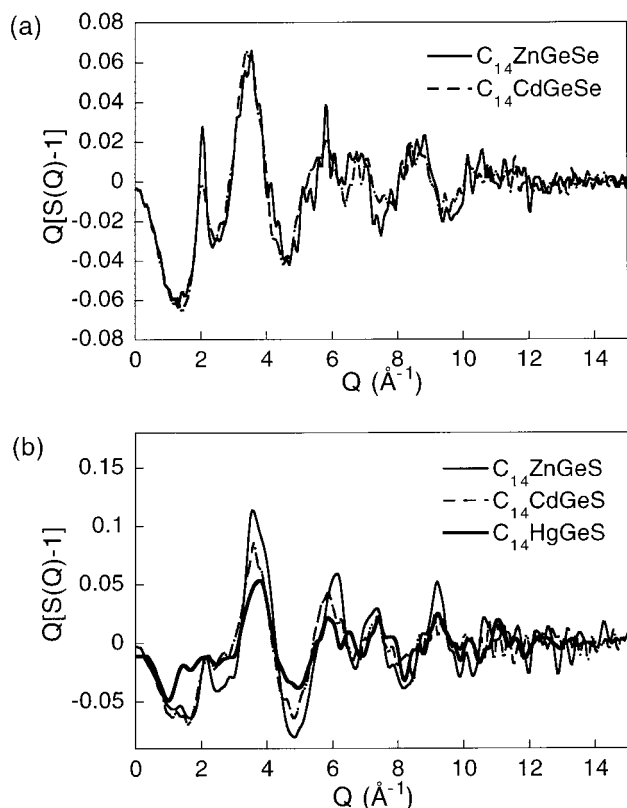 (a)
Q[S(Q)-1]
0.08
0.06
0.04
0.02
0
-0.02
-0.04
-0.06
-0.08
C₁₄ZnGeSe
C₁₄CdGeSe
0 2 4 6 8 10 12 14
Q (Å⁻¹)
(b)
Q[S(Q)-1]
0.15
0.1
0.05
0
-0.05
C₁₄ZnGeS
C₁₄CdGeS
C₁₄HgGeS
0 2 4 6 8 10 12 14
Q (Å⁻¹)